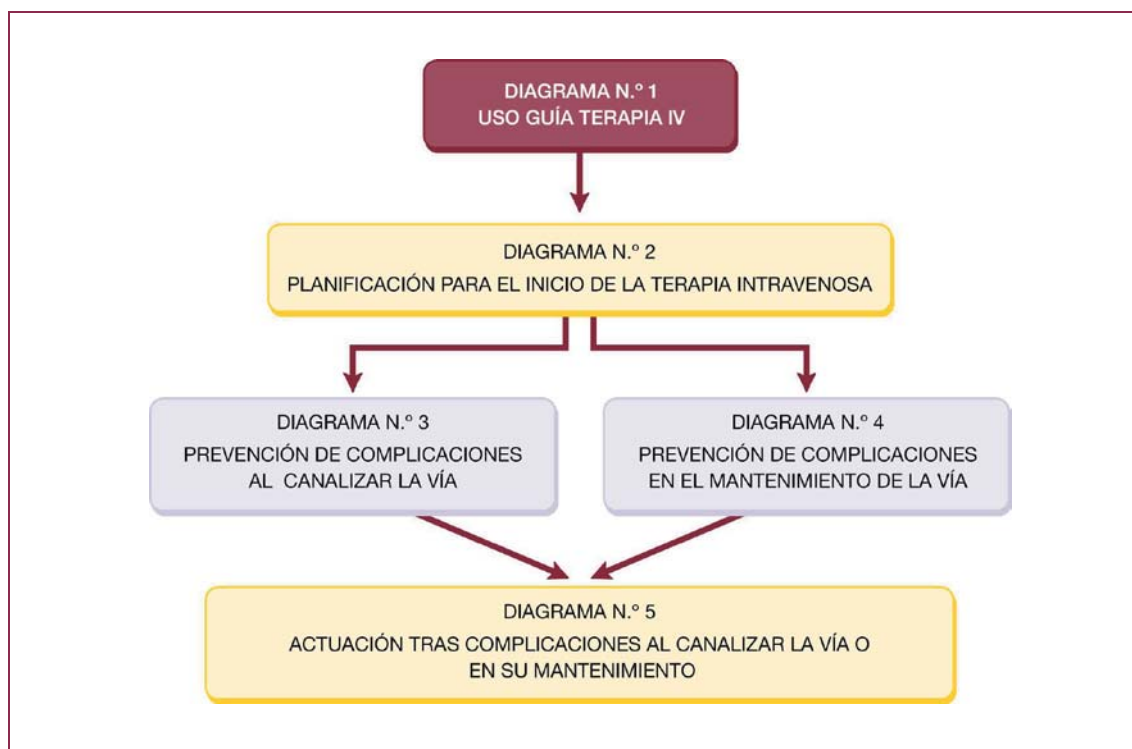 DIAGRAMA N.º 1
USO GUÍA TERAPIA IV
DIAGRAMA N.º 2
PLANIFICACIÓN PARA EL INICIO DE LA TERAPIA INTRAVENOSA
DIAGRAMA N.º 3
PREVENCIÓN DE COMPLICACIONES
AL CANALIZAR LA VÍA
DIAGRAMA N.º 4
PREVENCIÓN DE COMPLICACIONES
EN EL MANTENIMIENTO DE LA VÍA
DIAGRAMA N.º 5
ACTUACIÓN TRAS COMPLICACIONES AL CANALIZAR LA VÍA O
EN SU MANTENIMIENTO